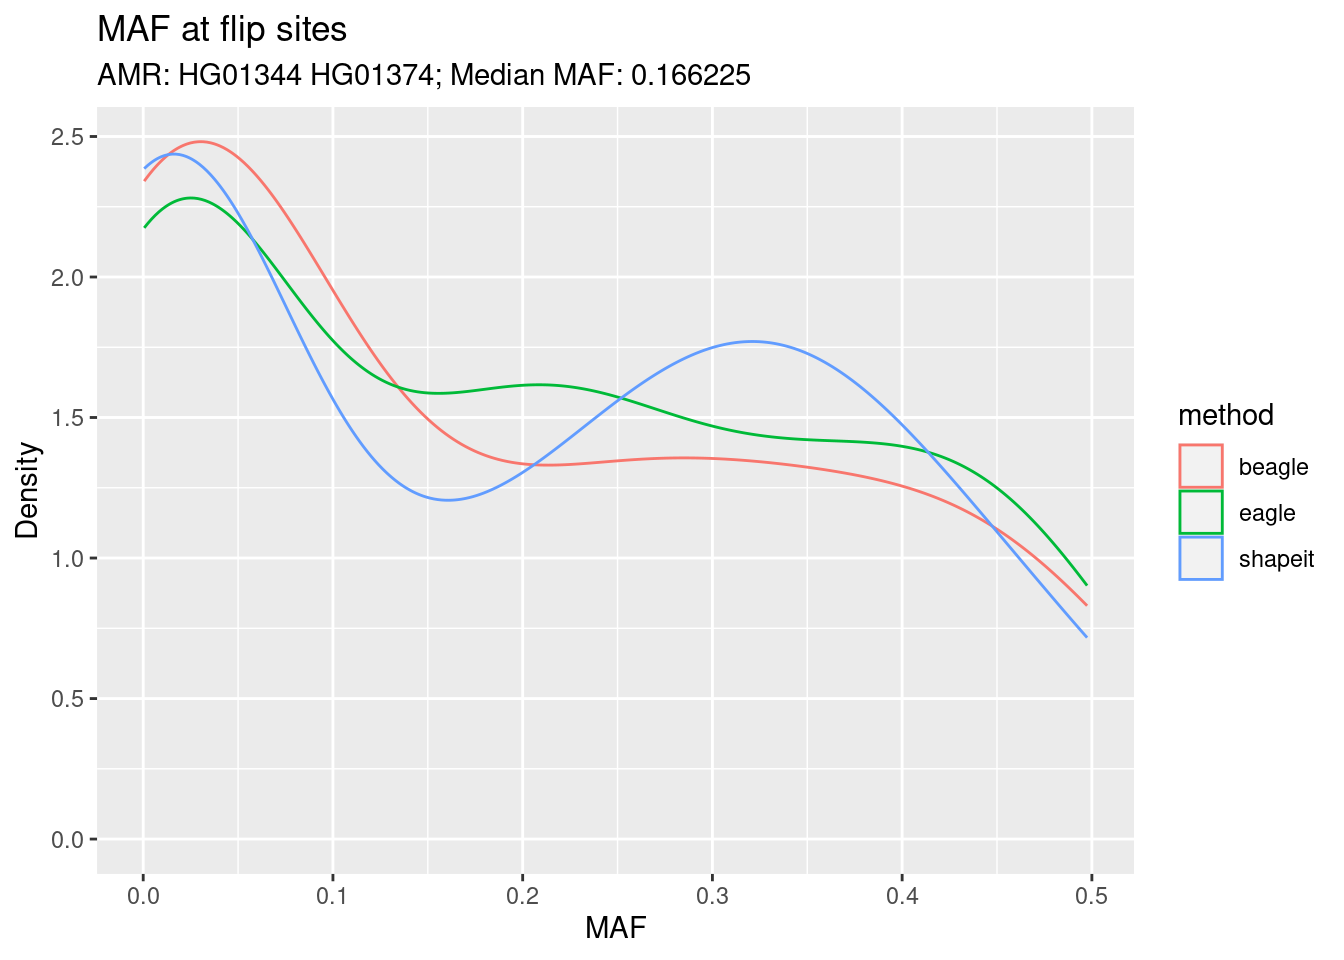 MAF at flip sites
AMR: HG01344 HG01374; Median MAF: 0.166225
Density
2.5
2.0
1.5
1.0
0.5
0.0
0.0 0.1 0.2 0.3 0.4 0.5
MAF
method
beagle
eagle
shapeit